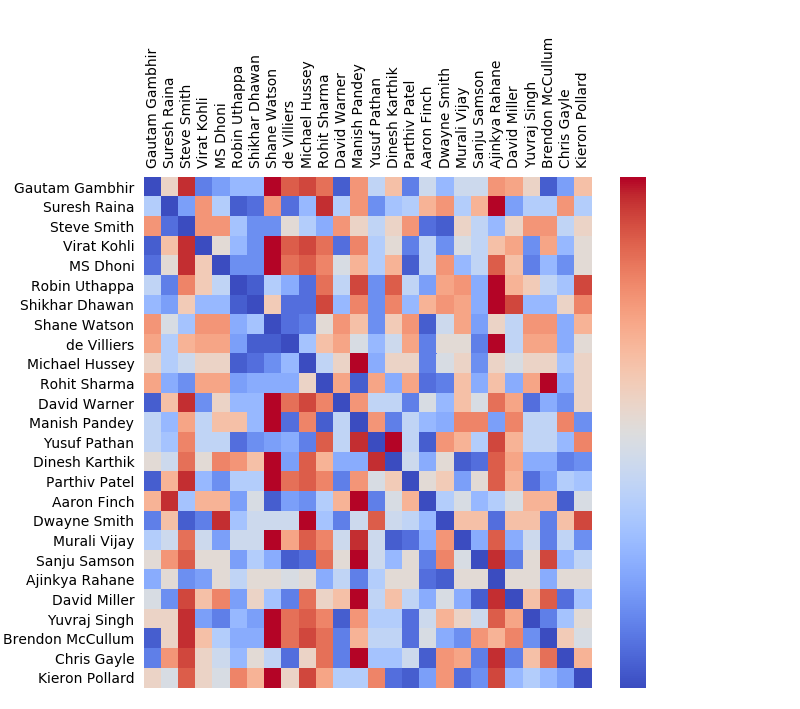 Gautam Gambhir
Suresh Raina
Steve Smith
Virat Kohli
MS Dhoni
Robin Uthappa
Shikhar Dhawan
Shane Watson
de Villiers
Michael Hussey
Rohit Sharma
David Warner
Manish Pandey
Yusuf Pathan
Dinesh Karthik
Parthiv Patel
Aaron Finch
Dwayne Smith
Murali Vijay
Sanju Samson
Ajinkya Rahane
David Miller
Yuvraj Singh
Brendon McCullum
Chris Gayle
Kieron Pollard
Gautam Gambhir
Suresh Raina
Steve Smith
Virat Kohli
MS Dhoni
Robin Uthappa
Shikhar Dhawan
Shane Watson
de Villiers
Michael Hussey
Rohit Sharma
David Warner
Manish Pandey
Yusuf Pathan
Dinesh Karthik
Parthiv Patel
Aaron Finch
Dwayne Smith
Murali Vijay
Sanju Samson
Ajinkya Rahane
David Miller
Yuvraj Singh
Brendon McCullum
Chris Gayle
Kieron Pollard